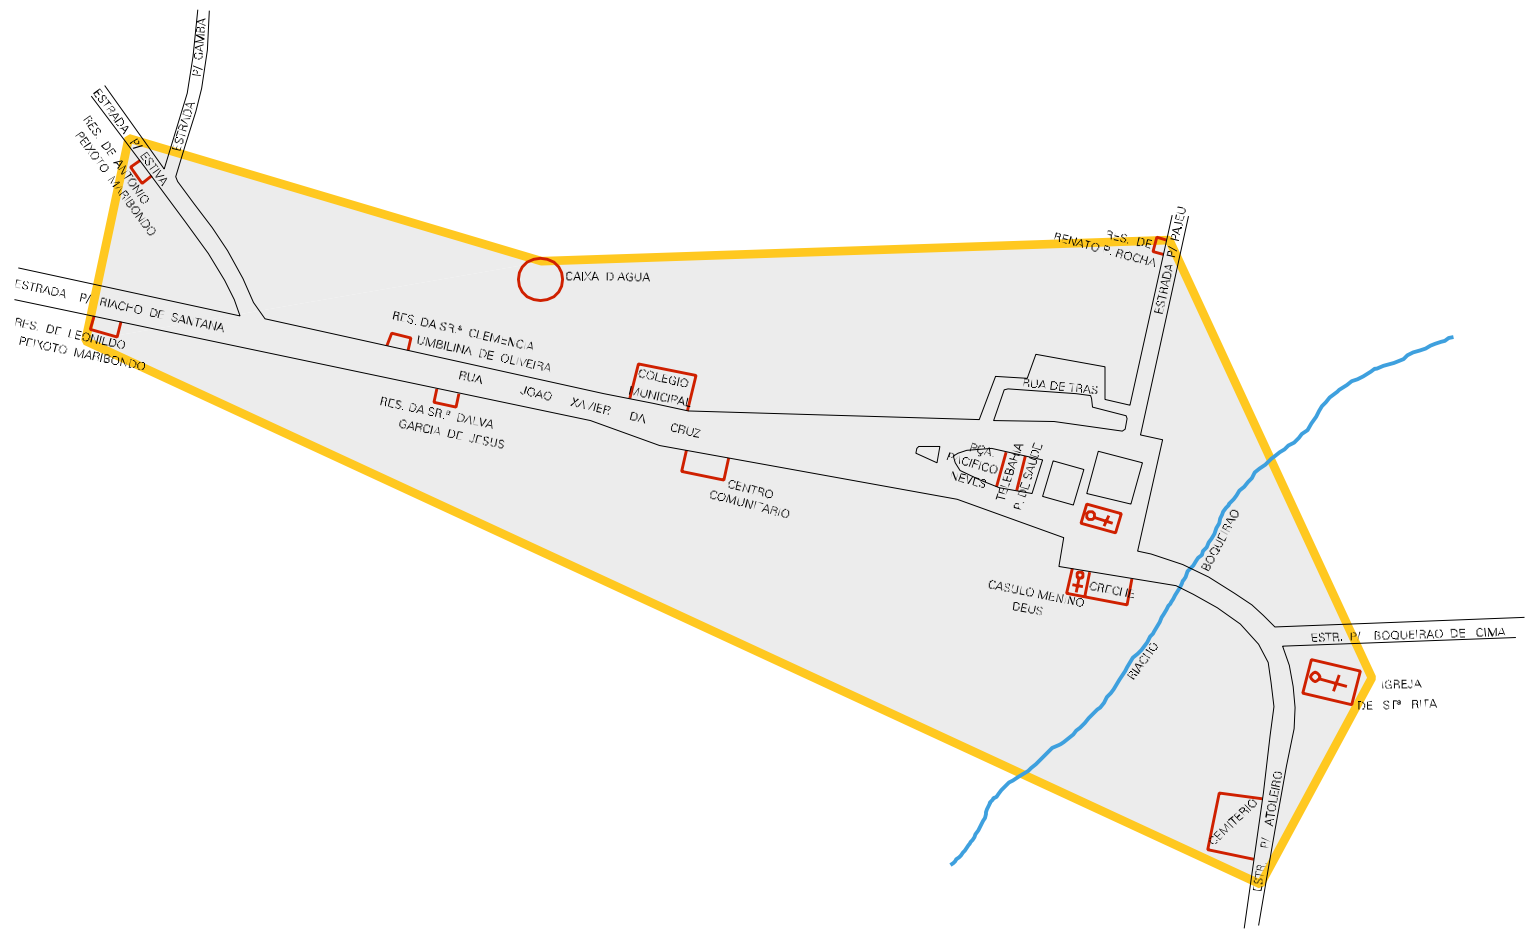 ESTRADA P/ GAMBA
ESTRADA P/ ESTIVA
RES. DE ANTONIO
PEIXOTO MARIBONDO
ESTRADA P/ RIACHO DE SANTANA
RES. DE LEONILDO
PEIXOTO MARIBONDO
CAIXA D AGUA
RES. DA SR.ª CLEMENCIA
UMBILINA DE OLIVEIRA
RUA JOAO XAVIER DA CRUZ
RES. DA SR.ª DALVA
GARCIA DE JESUS
COLEGIO
MUNICIPAL
CENTRO
COMUNITARIO
RES. DE
RENATO P. ROCHA
ESTRADA P/ PAJEU
RUA DE TRAS
PÇA.
PACIFICO
NEVES
TELEBAHIA
P. DE SAUDE
CASULO MENINO
DEUS
CRECHE
RIACHO BOQUEIRAO
ESTR. P/ BOQUEIRAO DE CIMA
IGREJA
DE STª RITA
CEMITERIO
ESTR. P/ ATOLEIRO